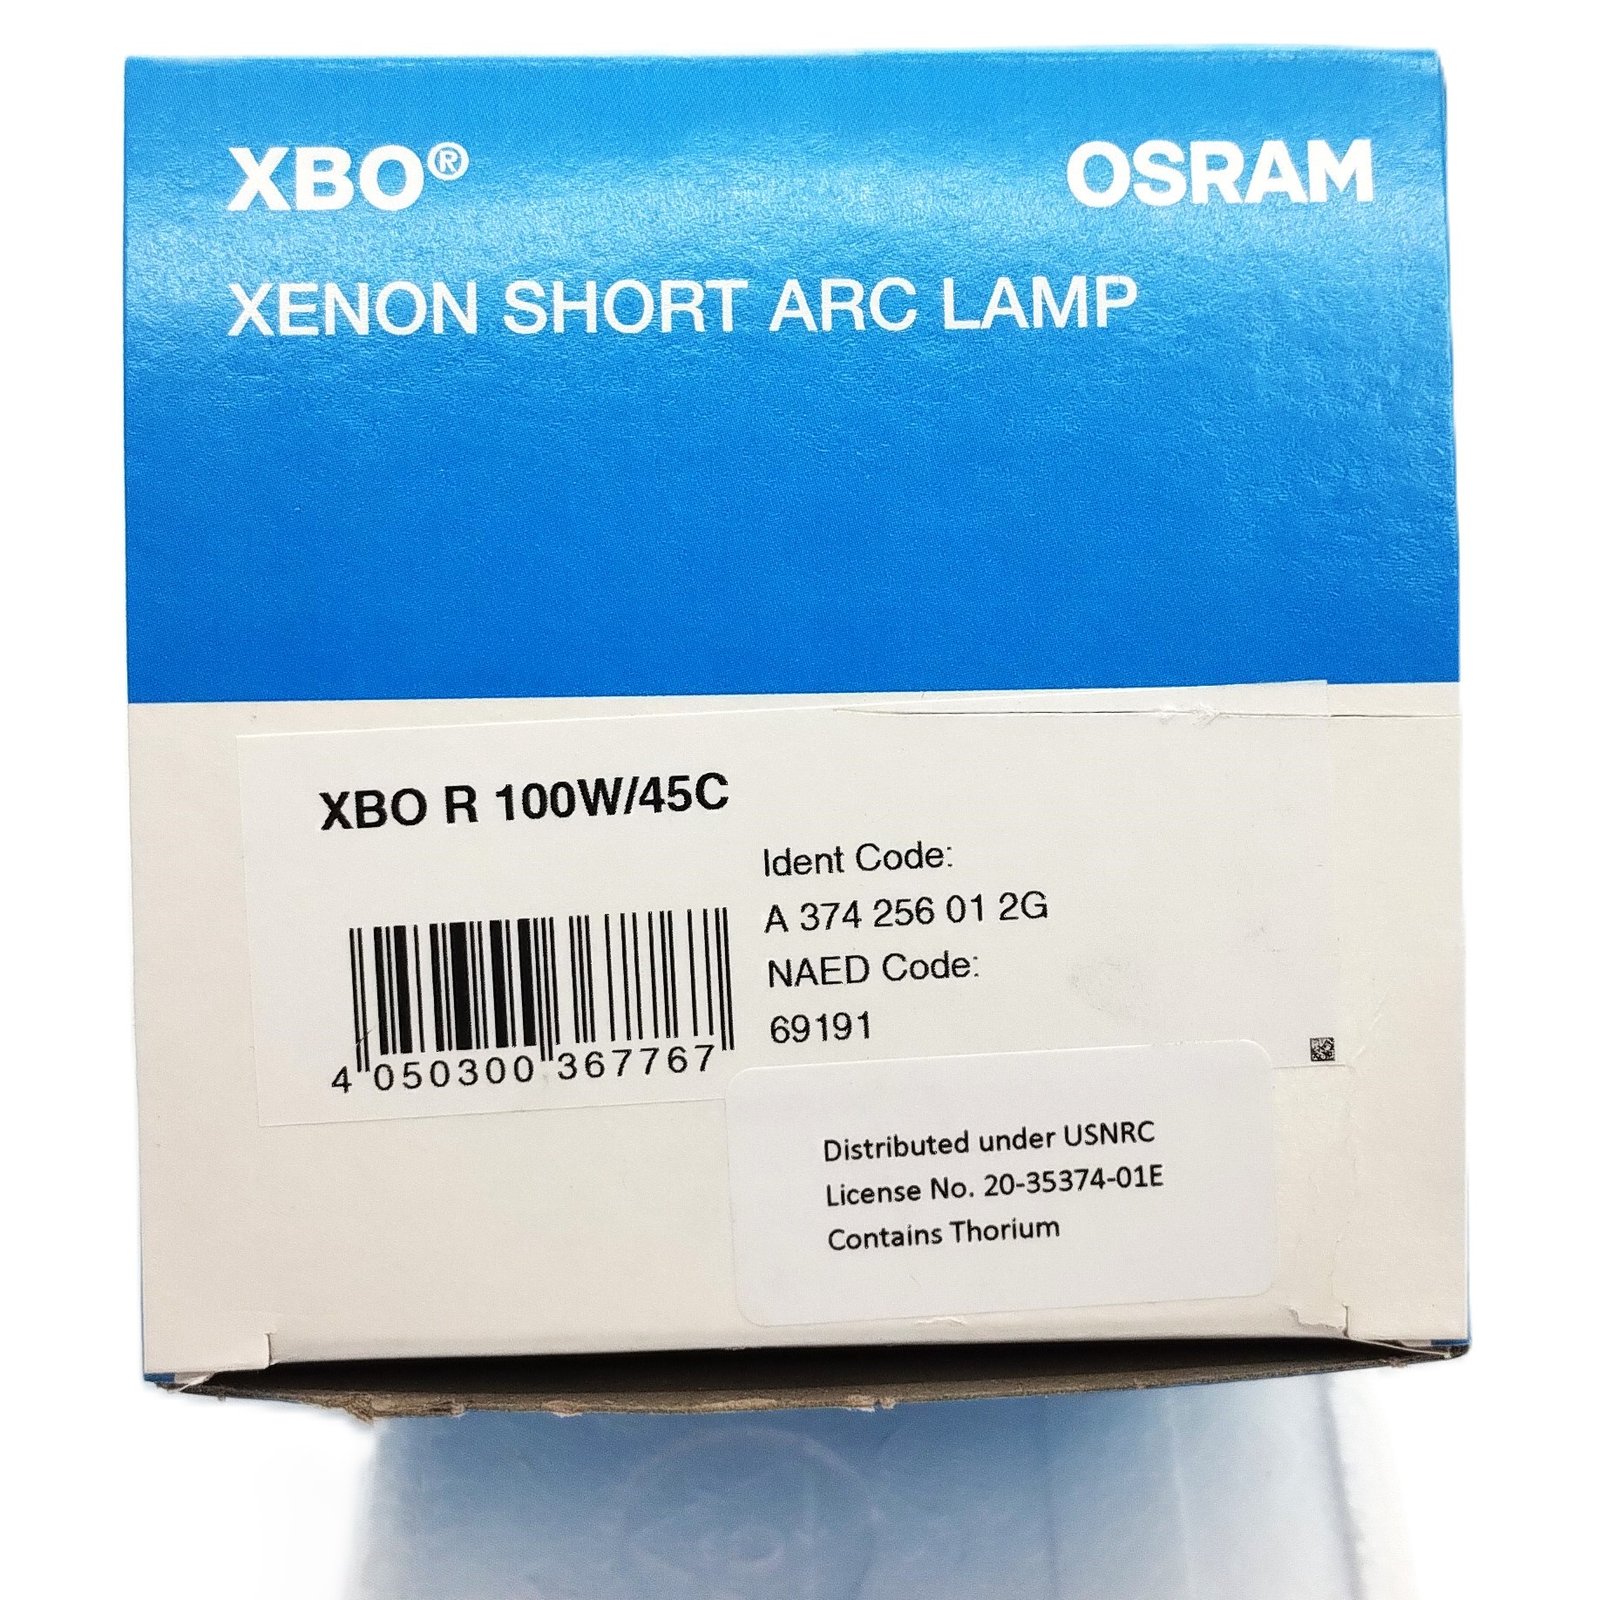 XBO® OSRAM
XENON SHORT ARC LAMP
XBO R 100W/45C
Ident Code:
A 374 256 01 2G
NAED Code:
69191
4 050300 367767
Distributed under USNRC
License No. 20-35374-01E
Contains Thorium